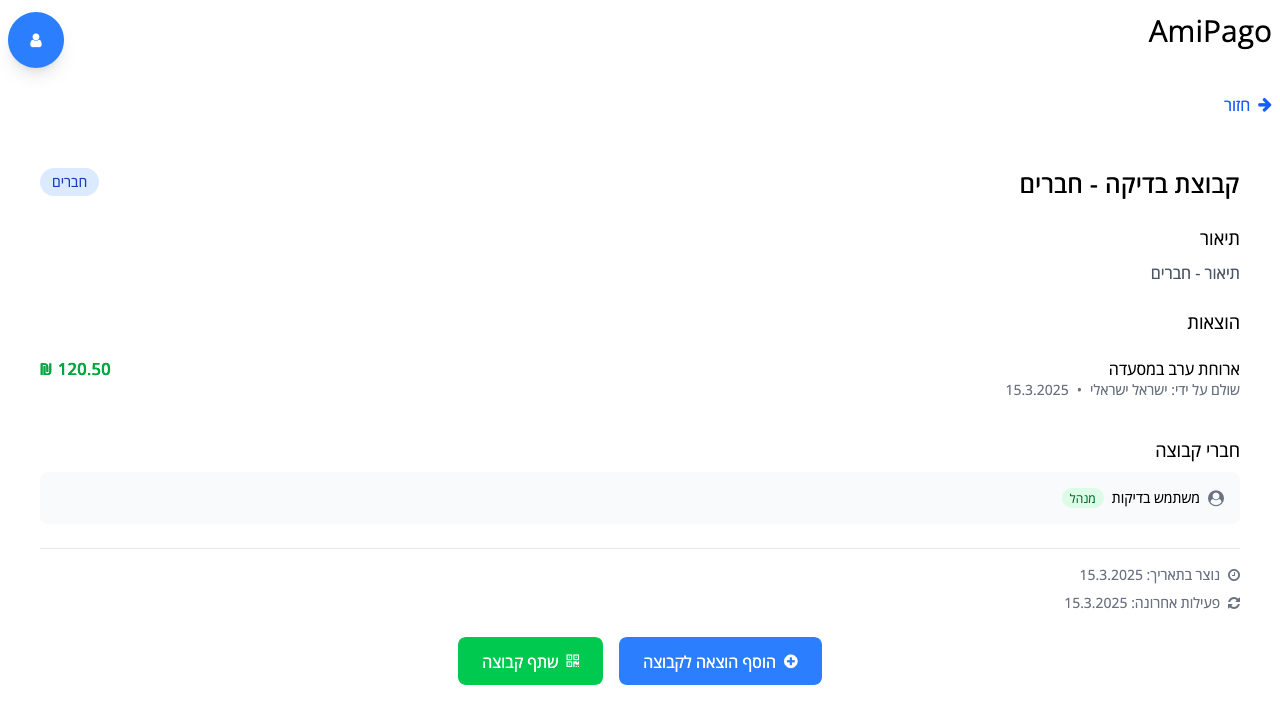 AmiPago
חזור
קבוצת בדיקה - חברים
חברים
תיאור
תיאור - חברים
הוצאות
ארוחת ערב במסעדה
120.50 ₪
שולם על ידי: ישראל ישראלי • 15.3.2025
חברי קבוצה
משתמש בדיקות מנהל
נוצר בתאריך: 15.3.2025
פעילות אחרונה: 15.3.2025
הוסף הוצאה לקבוצה
שתף קבוצה